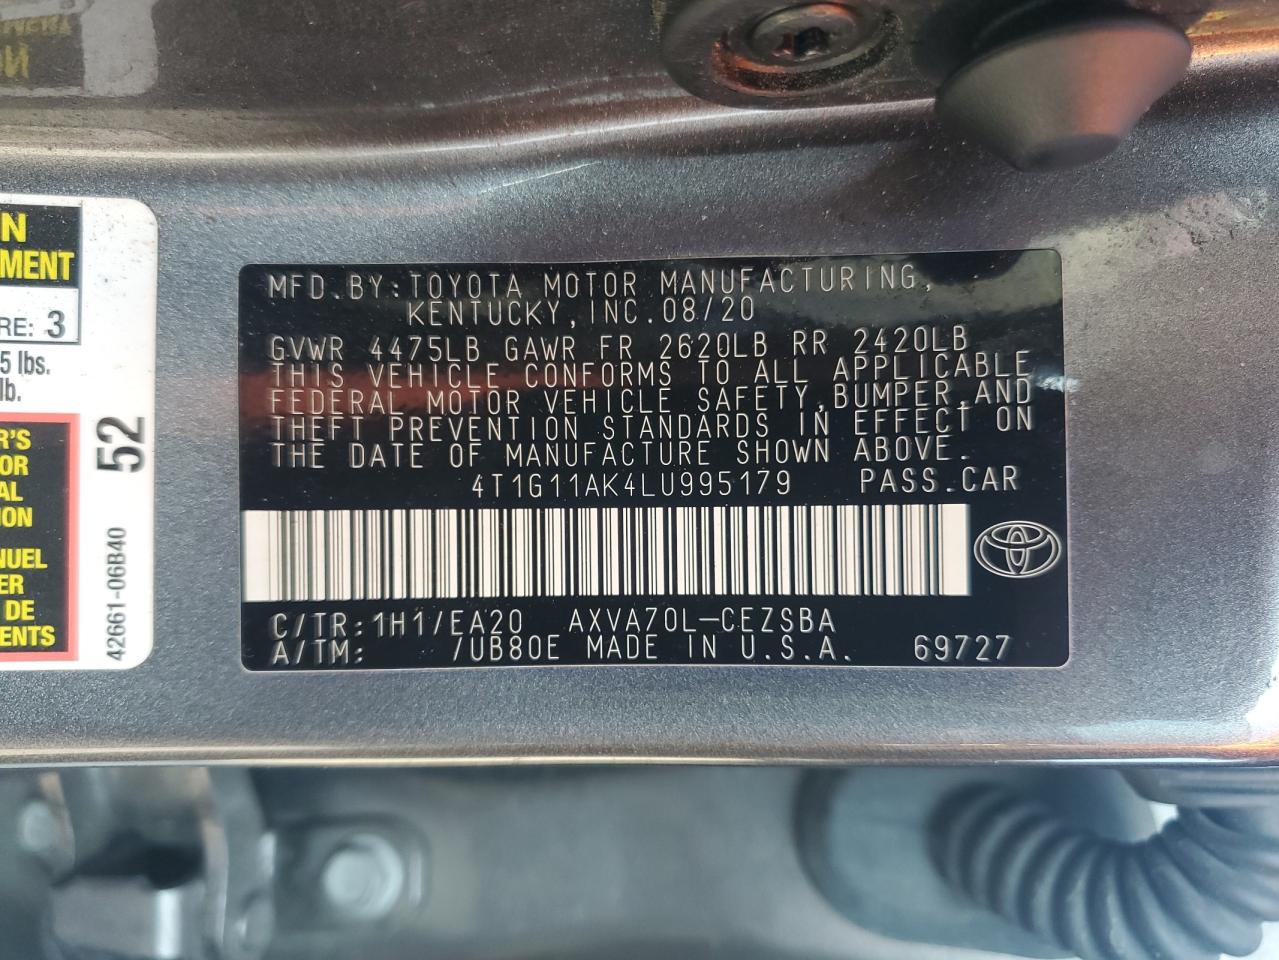 N
MENT
RE: 3
5 lbs.
lb.
R'S
OR
AL
ION
NUEL
ER
DE
ENTS
52
42661-06B40
MFD.BY:TOYOTA MOTOR MANUFACTURING,
KENTUCKY,INC.08/20
GVWR 4475LB GAWR FR 2620LB RR 2420LB
THIS VEHICLE CONFORMS TO ALL APPLICABLE
FEDERAL MOTOR VEHICLE SAFETY,BUMPER,AND
THEFT PREVENTION STANDARDS IN EFFECT ON
THE DATE OF MANUFACTURE SHOWN ABOVE.
4T1G11AK4LU995179 PASS.CAR
C/TR:1H1/EA20 AXVA70L-CEZSBA
A/TM: /UB80E MADE IN U.S.A. 69727